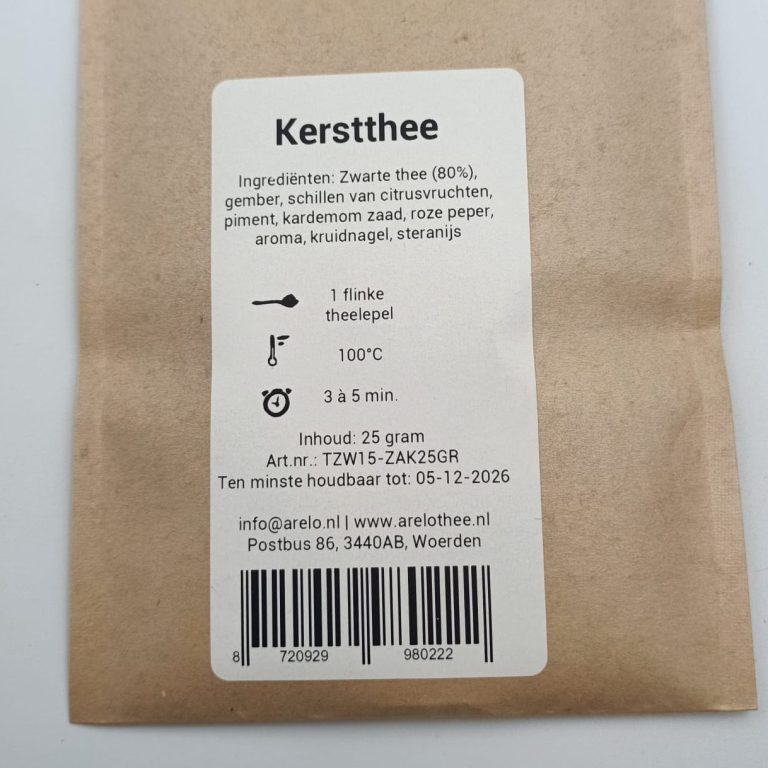 Kerstthee
Ingrediënten: Zwarte thee (80%),
gember, schillen van citrusvruchten,
piment, kardemom zaad, roze peper,
aroma, kruidnagel, steranijs
1 flinke
theelepel
100°C
3 à 5 min.
Inhoud: 25 gram
Art.nr.: TZW15-ZAK25GR
Ten minste houdbaar tot: 05-12-2026
info@arelo.nl | www.arelothee.nl
Postbus 86, 3440AB, Woerden
8 720929 980222